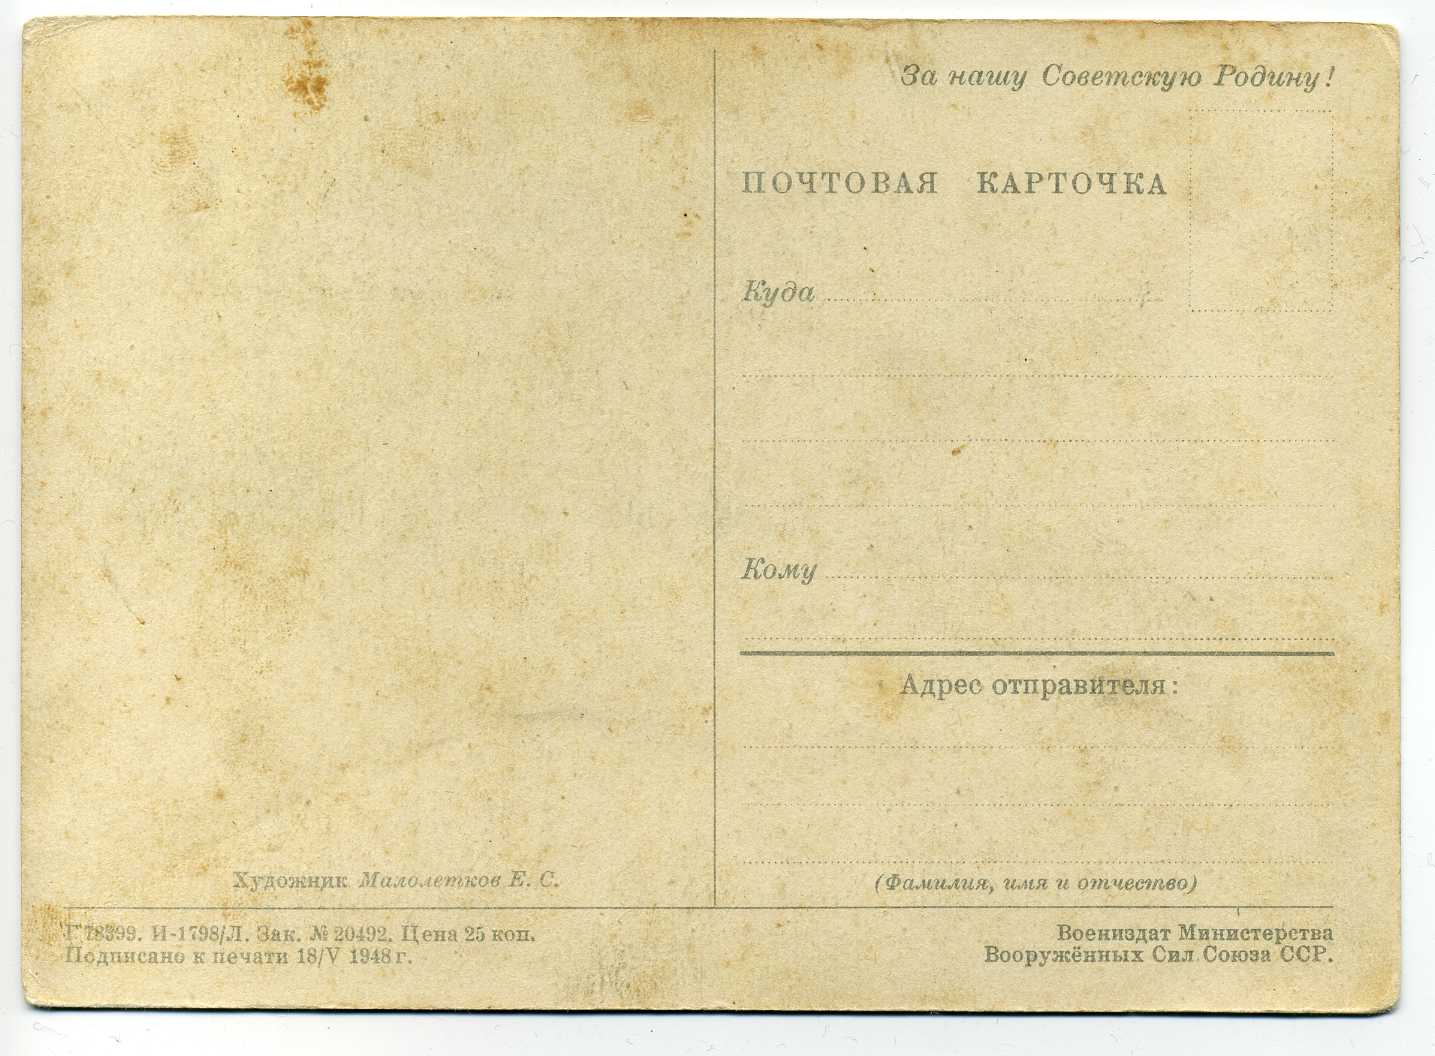 За нашу Советскую Родину!
ПОЧТОВАЯ КАРТОЧКА
Куда
Кому
Адрес отправителя:
(Фамилия, имя и отчество)
Художник Малолетков Е. С.
Г18399. И-1798/Л. Зак. № 20492. Цена 25 коп.
Подписано к печати 18/V 1948 г.
Воениздат Министерства
Вооружённых Сил Союза ССР.